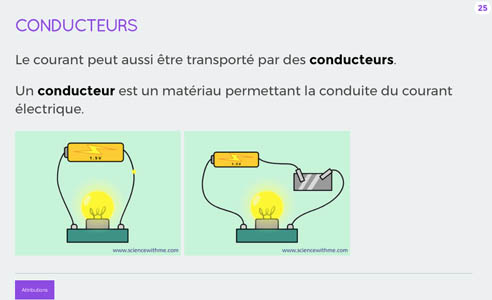 25
CONDUCTEURS
Le courant peut aussi être transporté par des conducteurs.
Un conducteur est un matériau permettant la conduite du courant
électrique.
1.5V
www.sciencewithme.com
1.5V
www.sciencewithme.com
Attributions